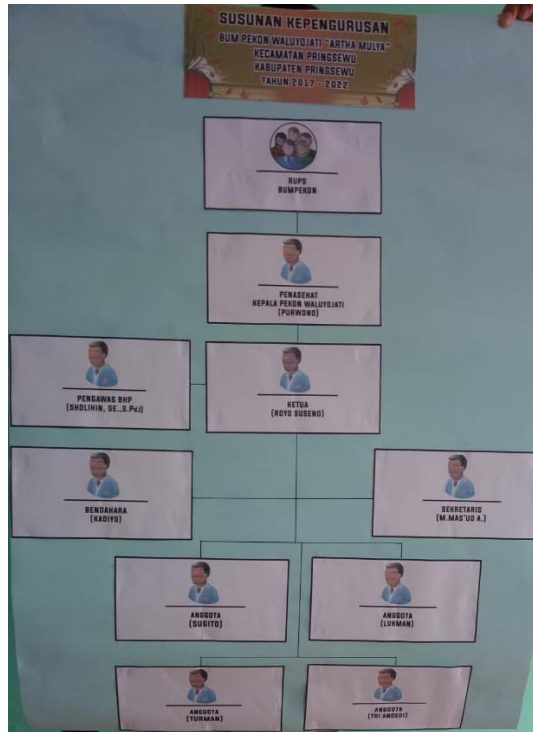 SUSUNAN KEPENGURUSAN
BUM PEKON WALUYOJATI "ARTHA MULYA"
KECAMATAN PRINGSEWU
KABUPATEN PRINGSEWU
TAHUN 2017 - 2022
RUPS
BUMPEKON
PENASEHAT
KEPALA PEKON WALUYOJATI
(PURWONO)
PENGAWAS BHP
(SHOLIHIN, SE.,S.Pd.I)
KETUA
(ROYO SUSENO)
BENDAHARA
(KADIYO)
SEKRETARIS
(M.MAS'UD A.)
ANGGOTA
(SUGITO)
ANGGOTA
(LUKMAN)
ANGGOTA
(TURMAN)
ANGGOTA
(TRI ANDEDI)